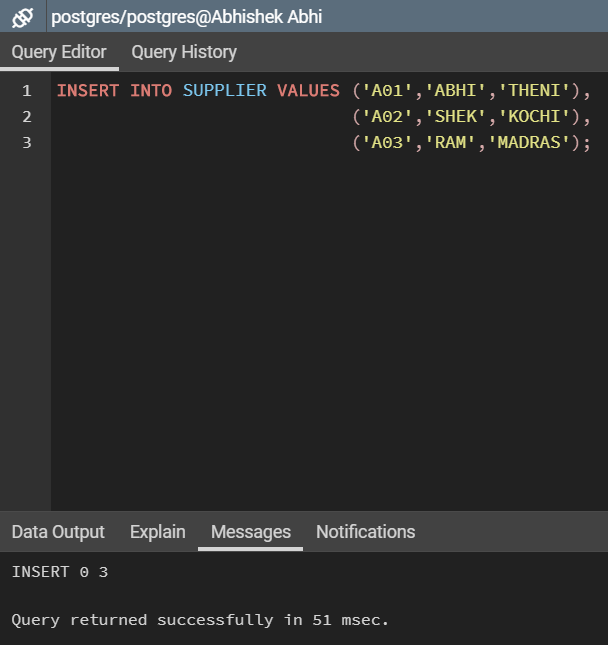 postgres/postgres@Abhishek Abhi
Query Editor Query History
1 INSERT INTO SUPPLIER VALUES ('A01','ABHI','THENI'),
2 ('A02','SHEK','KOCHI'),
3 ('A03','RAM','MADRAS');
Data Output Explain Messages Notifications
INSERT 0 3
Query returned successfully in 51 msec.